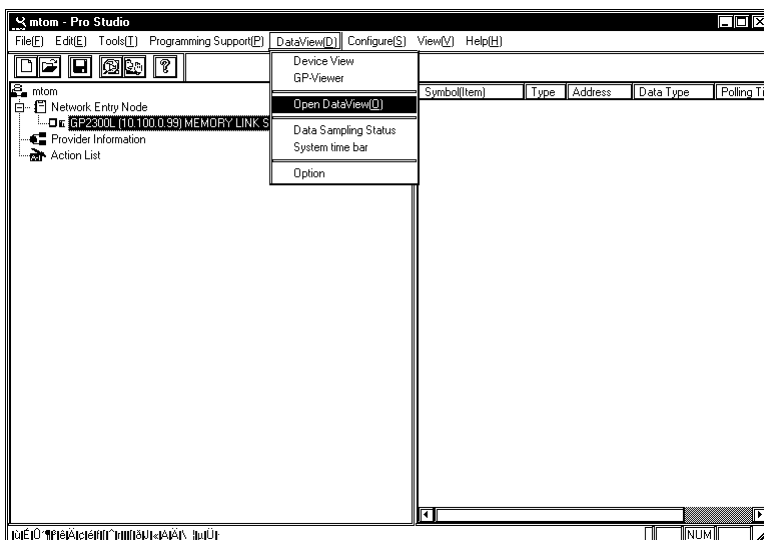 mtom - Pro Studio
File(F) Edit(E) Tools(T) Programming Support(P) DataView(D) Configure(S) View(V) Help(H)
Device View
GP-Viewer
Open DataView(O)
Data Sampling Status
System time bar
Option
mtom
Network Entry Node
GP2300L (10.100.0.99) MEMORY LINK S
Provider Information
Action List
Symbol(Item) Type Address Data Type Polling Ti
NUM